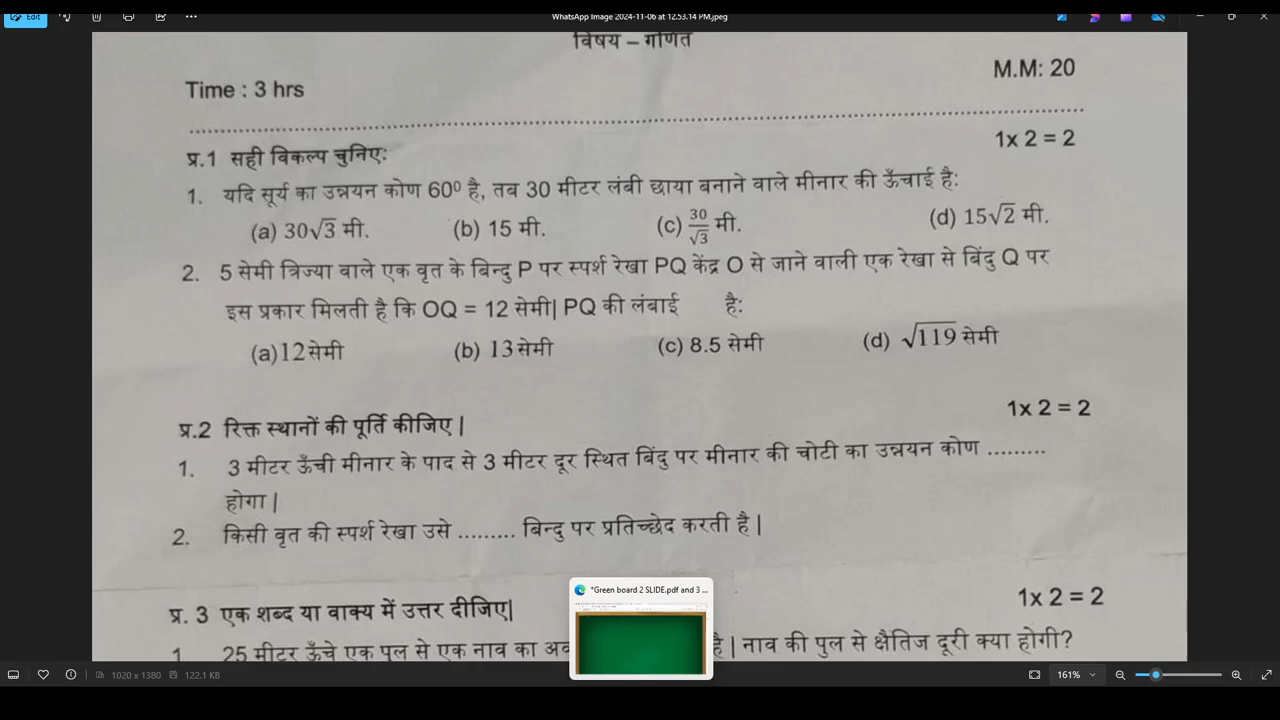 Edit
WhatsApp Image 2024-11-06 at 12.53.14 PM.jpeg
विषय – गणित
M.M: 20
Time : 3 hrs
1x 2 = 2
प्र.1 सही विकल्प चुनिए:
1. यदि सूर्य का उन्नयन कोण 60⁰ है, तब 30 मीटर लंबी छाया बनाने वाले मीनार की ऊँचाई है:
(a) 30√3 मी. (b) 15 मी. (c) 30/√3 मी. (d) 15√2 मी.
2. 5 सेमी त्रिज्या वाले एक वृत के बिन्दु P पर स्पर्श रेखा PQ केंद्र O से जाने वाली एक रेखा से बिंदु Q पर
इस प्रकार मिलती है कि OQ = 12 सेमी| PQ की लंबाई है:
(a)12सेमी (b) 13सेमी (c) 8.5 सेमी (d) √119 सेमी
1x 2 = 2
प्र.2 रिक्त स्थानों की पूर्ति कीजिए |
1. 3 मीटर ऊँची मीनार के पाद से 3 मीटर दूर स्थित बिंदु पर मीनार की चोटी का उन्नयन कोण .........
होगा |
2. किसी वृत की स्पर्श रेखा उसे ......... बिन्दु पर प्रतिच्छेद करती है |
*Green board 2 SLIDE.pdf and 3 ...
1x 2 = 2
प्र. 3 एक शब्द या वाक्य में उत्तर दीजिए|
1 25 मीटर ऊँचे एक पुल से एक नाव का है | नाव की पुल से क्षैतिज दूरी क्या होगी?
1020 x 1380 122.1 KB 161%